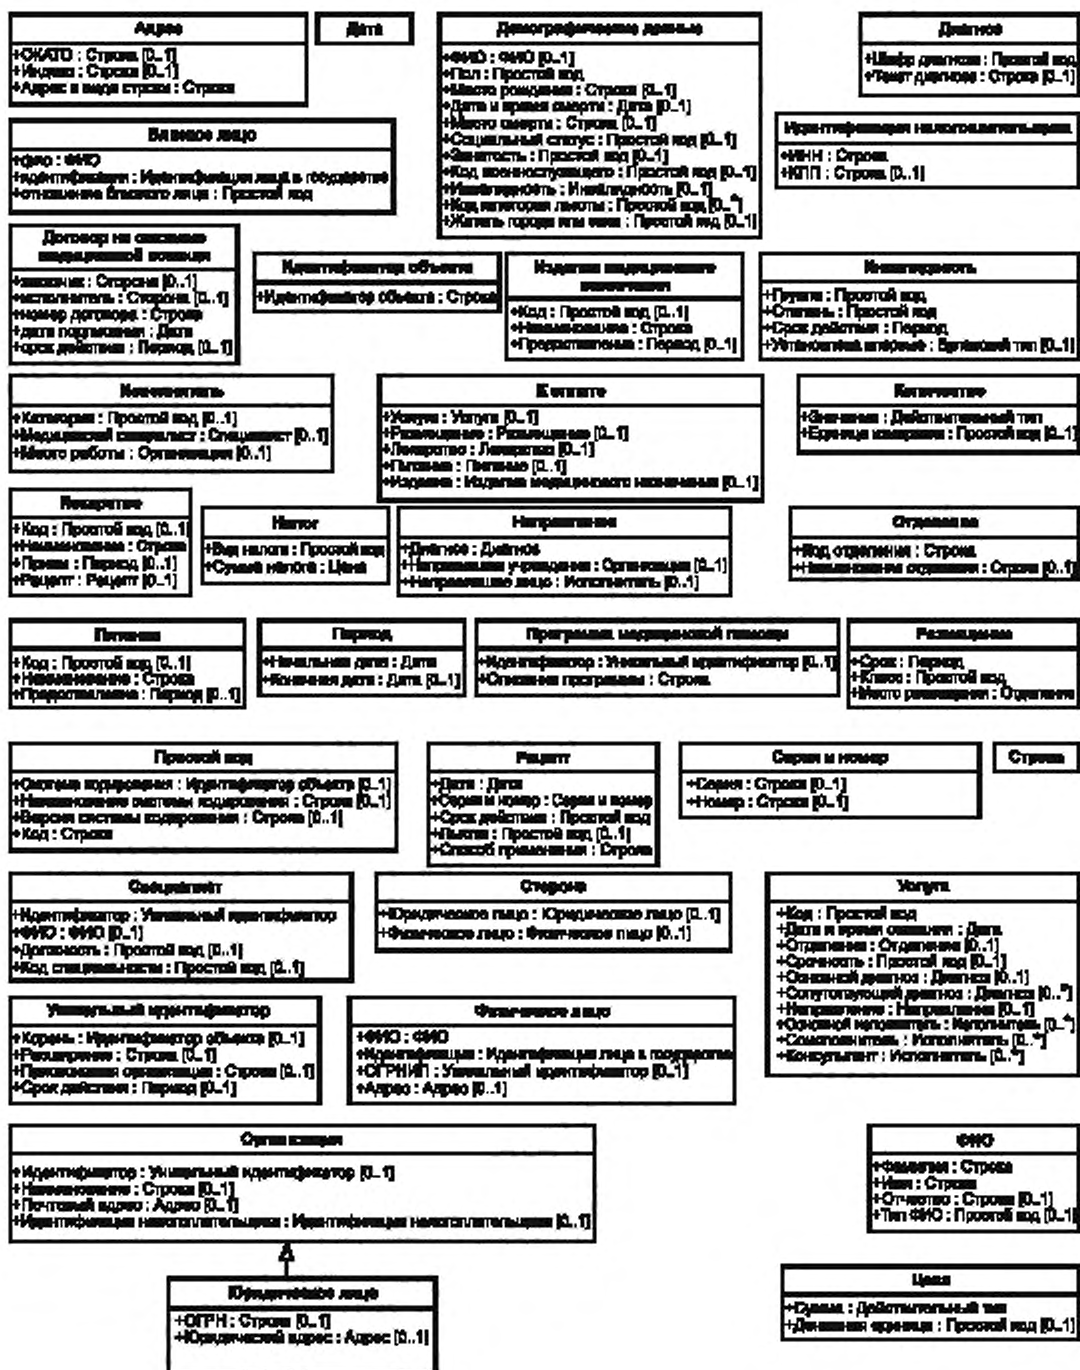 Адрес
+ОКАТО : Строка [0..1]
+Индекс : Строка [0..1]
+Адрес в виде строки : Строка
Дата
Демографические данные
+ФИО : ФИО [0..1]
+Пол : Простой код
+Место рождения : Строка [0..1]
+Дата и время смерти : Дата [0..1]
+Место смерти : Строка [0..1]
+Социальный статус : Простой код [0..1]
+Занятость : Простой код [0..1]
+Код военнослужащего : Простой код [0..1]
+Инвалидность : Инвалидность [0..1]
+Код категории льготы : Простой код [0..*]
+Житель города или села : Простой код [0..1]
Диагноз
+Шифр диагноза : Простой код
+Текст диагноза : Строка [0..1]
Близкое лицо
+фио : ФИО
+идентификация : Идентификация лица в государстве
+отношение близкого лица : Простой код
Идентификация налогоплательщика
+ИНН : Строка
+КПП : Строка [0..1]
Договор на оказание
медицинской помощи
+заказчик : Сторона [0..1]
+исполнитель : Сторона [0..1]
+номер договора : Строка
+дата подписания : Дата
+срок действия : Период [0..1]
Идентификатор объекта
+Идентификатор объекта : Строка
Изделие медицинского
назначения
+Код : Простой код [0..1]
+Наименование : Строка
+Предоставление : Период [0..1]
Инвалидность
+Группа : Простой код
+Степень : Простой код
+Срок действия : Период
+Установлена впервые : Булевский тип [0..1]
Исполнитель
+Категория : Простой код [0..1]
+Медицинский специалист : Специалист [0..1]
+Место работы : Организация [0..1]
К оплате
+Услуга : Услуга [0..1]
+Размещение : Размещение [0..1]
+Лекарство : Лекарство [0..1]
+Питание : Питание [0..1]
+Изделие : Изделие медицинского назначения [0..1]
Количество
+Значение : Действительный тип
+Единица измерения : Простой код [0..1]
Лекарство
+Код : Простой код [0..1]
+Наименование : Строка
+Прием : Период [0..1]
+Рецепт : Рецепт [0..1]
Налог
+Вид налога : Простой код
+Сумма налога : Цена
Направление
+Диагноз : Диагноз
+Направившее учреждение : Организация [0..1]
+Направившее лицо : Исполнитель [0..1]
Отделение
+Код отделения : Строка
+Наименование отделения : Строка [0..1]
Питание
+Код : Простой код [0..1]
+Наименование : Строка
+Предоставление : Период [0..1]
Период
+Начальная дата : Дата
+Конечная дата : Дата [0..1]
Программа медицинской помощи
+Идентификатор : Уникальный идентификатор [0..1]
+Описание программы : Строка
Размещение
+Срок : Период
+Класс : Простой код
+Место размещения : Отделение
Простой код
+Система кодирования : Идентификатор объекта [0..1]
+Наименование системы кодирования : Строка [0..1]
+Версия системы кодирования : Строка [0..1]
+Код : Строка
Рецепт
+Дата : Дата
+Серия и номер : Серия и номер
+Срок действия : Простой код
+Льгота : Простой код [0..1]
+Способ применения : Строка
Серия и номер
+Серия : Строка [0..1]
+Номер : Строка [0..1]
Строка
Специалист
+Идентификатор : Уникальный идентификатор
+ФИО : ФИО [0..1]
+Должность : Простой код [0..1]
+Код специальности : Простой код [0..1]
Сторона
+Юридическое лицо : Юридическое лицо [0..1]
+Физическое лицо : Физическое лицо [0..1]
Услуга
+Код : Простой код
+Дата и время оказания : Дата
+Отделение : Отделение [0..1]
+Срочность : Простой код [0..1]
+Основной диагноз : Диагноз [0..1]
+Сопутствующий диагноз : Диагноз [0..*]
+Направление : Направление [0..1]
+Основной исполнитель : Исполнитель [0..*]
+Соисполнитель : Исполнитель [0..*]
+Консультант : Исполнитель [0..*]
Уникальный идентификатор
+Корень : Идентификатор объекта [0..1]
+Расширение : Строка [0..1]
+Присвоившая организация : Строка [0..1]
+Срок действия : Период [0..1]
Физическое лицо
+ФИО : ФИО
+Идентификация : Идентификация лица в государстве
+ОГРНИП : Уникальный идентификатор [0..1]
+Адрес : Адрес [0..1]
Организация
+Идентификатор : Уникальный идентификатор [0..1]
+Наименование : Строка [0..1]
+Почтовый адрес : Адрес [0..1]
+Идентификация налогоплательщика : Идентификация налогоплательщика [0..1]
ФИО
+Фамилия : Строка
+Имя : Строка
+Отчество : Строка [0..1]
+Тип ФИО : Простой код [0..1]
Юридическое лицо
+ОГРН : Строка [0..1]
+Юридический адрес : Адрес [0..1]
Цена
+Сумма : Действительный тип
+Денежная единица : Простой код [0..1]